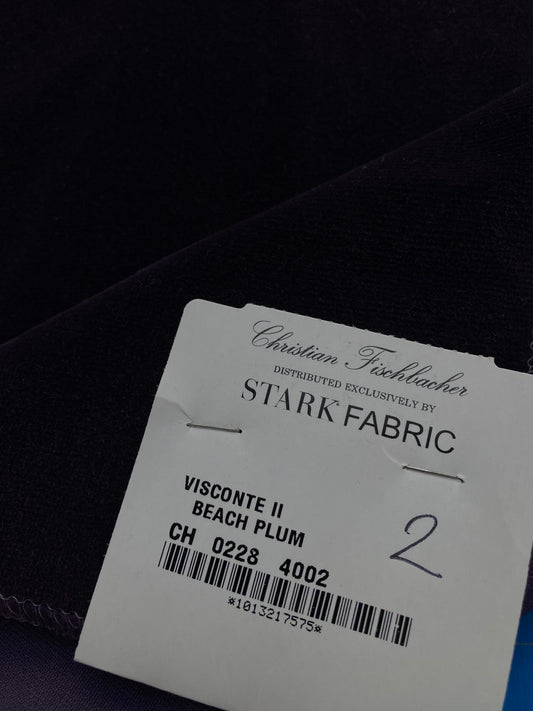 Christian Fischbacher
DISTRIBUTED EXCLUSIVELY BY
STARK FABRIC
VISCONTE II
BEACH PLUM
2
CH 0228 4002
*1013217575*